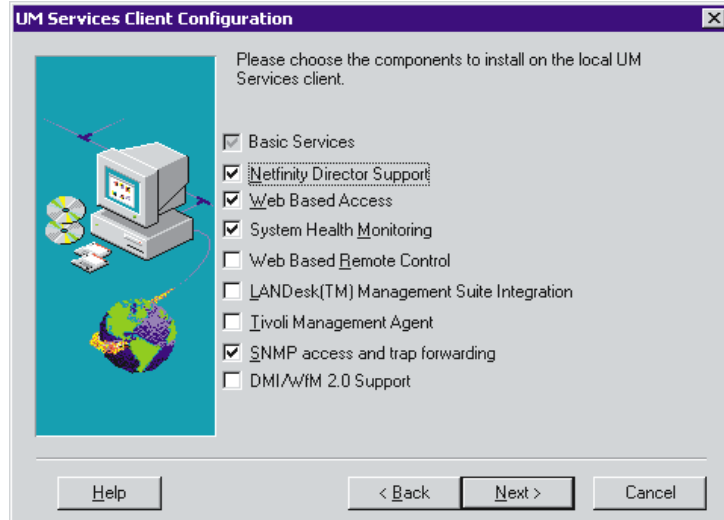 UM Services Client Configuration
Please choose the components to install on the local UM
Services client.
Basic Services
Netfinity Director Support
Web Based Access
System Health Monitoring
Web Based Remote Control
LANDesk(TM) Management Suite Integration
Tivoli Management Agent
SNMP access and trap forwarding
DMI/WfM 2.0 Support
Help
< Back
Next >
Cancel